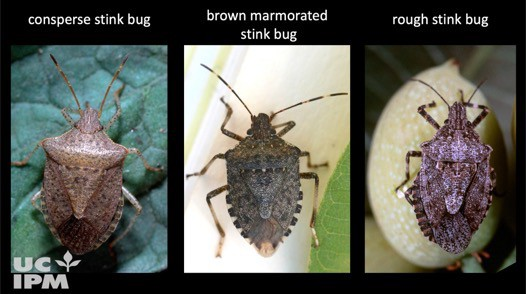 consperse stink bug
brown marmorated
stink bug
rough stink bug
UC
IPM